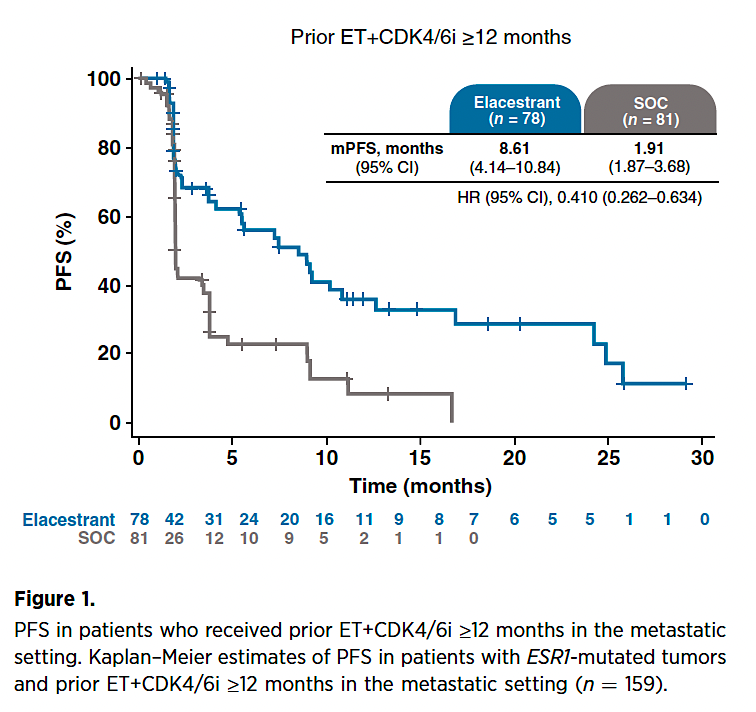 Prior ET+CDK4/6i ≥12 months
Elacestrant
(n = 78)
SOC
(n = 81)
mPFS, months
(95% CI)
8.61
(4.14–10.84)
1.91
(1.87–3.68)
HR (95% CI), 0.410 (0.262–0.634)
PFS (%)
100
80
60
40
20
0
0 5 10 15 20 25 30
Time (months)
Elacestrant 78 42 31 24 20 16 11 9 8 7 6 5 5 1 1 0
SOC 81 26 12 10 9 5 2 1 1 0
Figure 1.
PFS in patients who received prior ET+CDK4/6i ≥12 months in the metastatic
setting. Kaplan–Meier estimates of PFS in patients with ESR1-mutated tumors
and prior ET+CDK4/6i ≥12 months in the metastatic setting (n = 159).